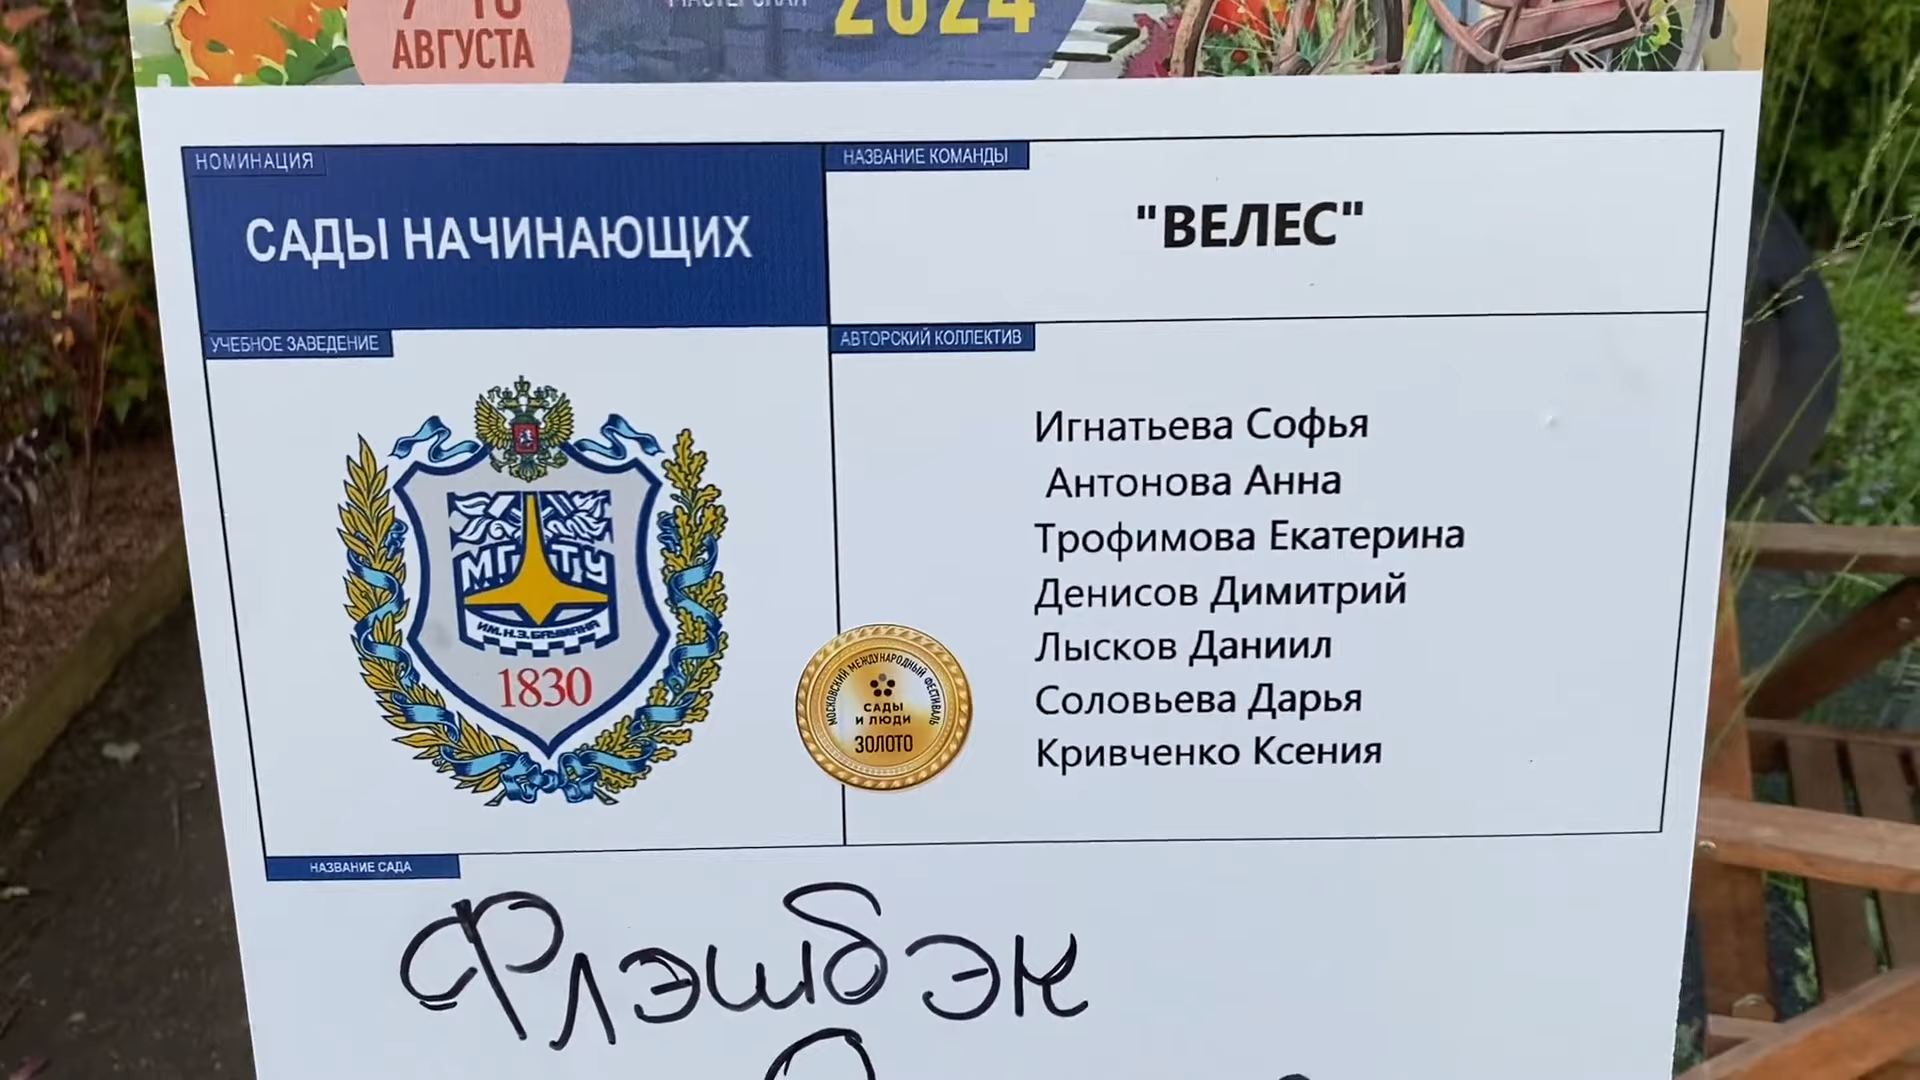 АВГУСТА
2024
НОМИНАЦИЯ
САДЫ НАЧИНАЮЩИХ
НАЗВАНИЕ КОМАНДЫ
"ВЕЛЕС"
УЧЕБНОЕ ЗАВЕДЕНИЕ
МГТУ
ИМ.Н.Э.БАУМАНА
1830
АВТОРСКИЙ КОЛЛЕКТИВ
Игнатьева Софья
Антонова Анна
Трофимова Екатерина
Денисов Димитрий
Лысков Даниил
Соловьева Дарья
Кривченко Ксения
МОСКОВСКИЙ МЕЖДУНАРОДНЫЙ ФЕСТИВАЛЬ
САДЫ
И ЛЮДИ
ЗОЛОТО
НАЗВАНИЕ САДА
Флэшбэк